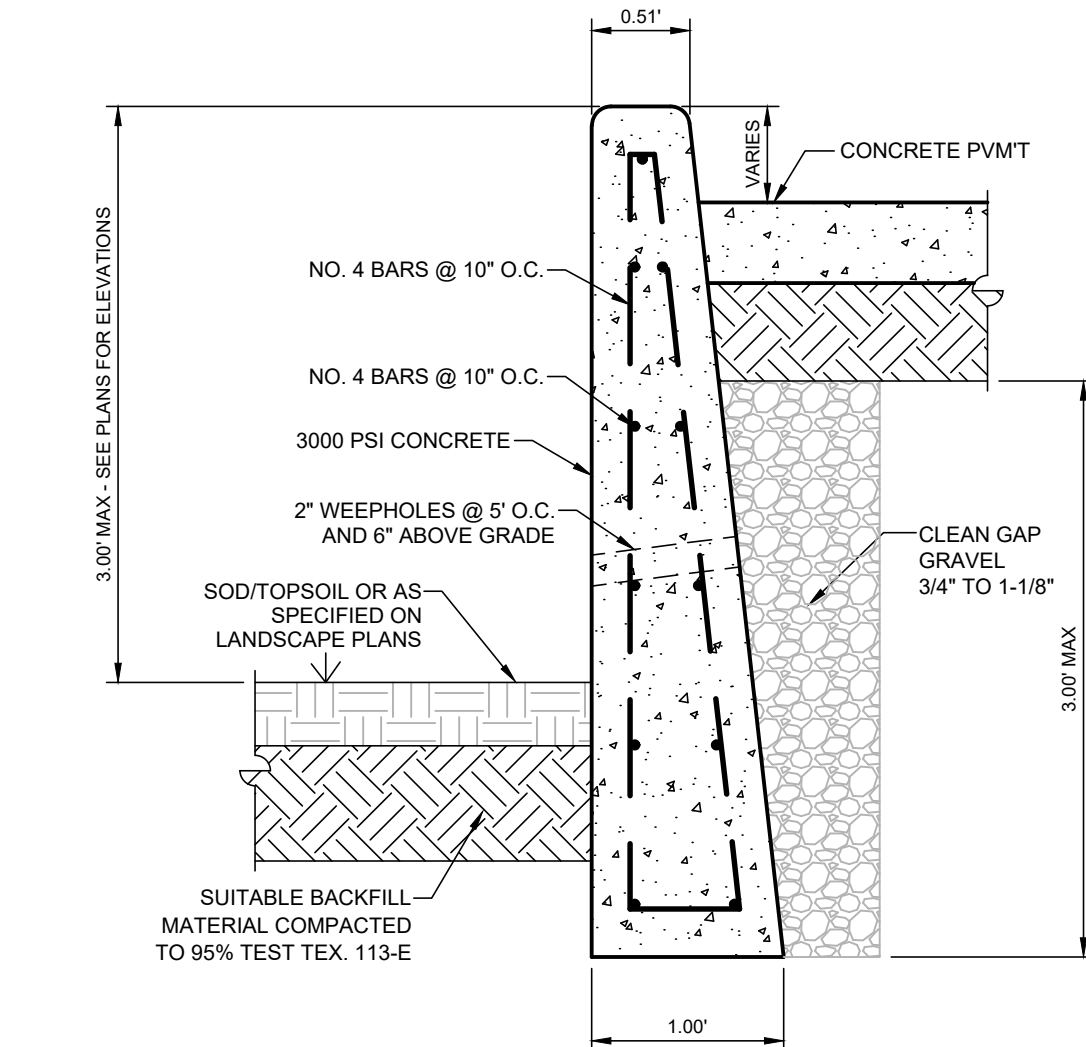 0.51'
VARIES
CONCRETE PVM'T
3.00' MAX - SEE PLANS FOR ELEVATIONS
NO. 4 BARS @ 10" O.C.
NO. 4 BARS @ 10" O.C.
3000 PSI CONCRETE
2" WEEPHOLES @ 5' O.C.
AND 6" ABOVE GRADE
CLEAN GAP
GRAVEL
3/4" TO 1-1/8"
SOD/TOPSOIL OR AS
SPECIFIED ON
LANDSCAPE PLANS
3.00' MAX
SUITABLE BACKFILL
MATERIAL COMPACTED
TO 95% TEST TEX. 113-E
1.00'